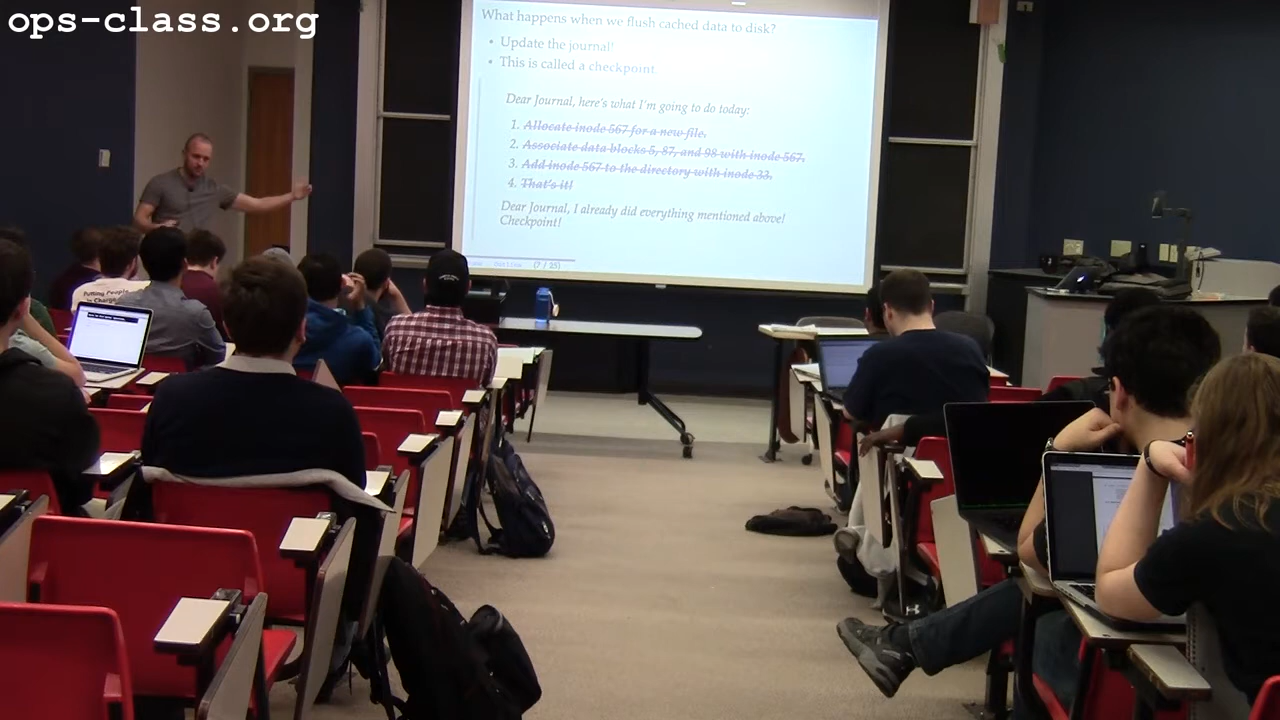 ops-class.org
What happens when we flush cached data to disk?
• Update the journal!
• This is called a checkpoint.
Dear Journal, here's what I'm going to do today:
1. Allocate inode 567 for a new file.
2. Associate data blocks 5, 87, and 98 with inode 567.
3. Add inode 567 to the directory with inode 33.
4. That's it!
Dear Journal, I already did everything mentioned above!
Checkpoint!
(7 / 25)
Putting People